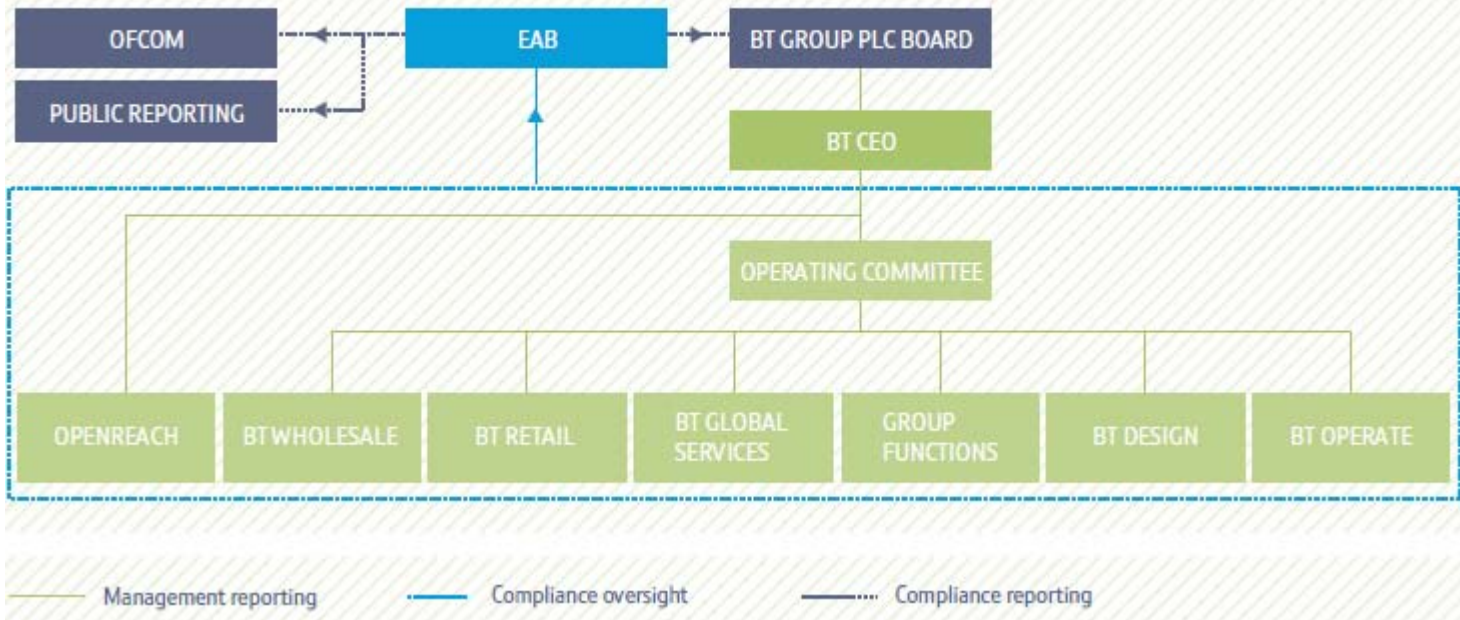 OFCOM
EAB
BT GROUP PLC BOARD
PUBLIC REPORTING
BT CEO
OPERATING COMMITTEE
OPENREACH
BT WHOLESALE
BT RETAIL
BT GLOBAL
SERVICES
GROUP
FUNCTIONS
BT DESIGN
BT OPERATE
Management reporting
Compliance oversight
Compliance reporting